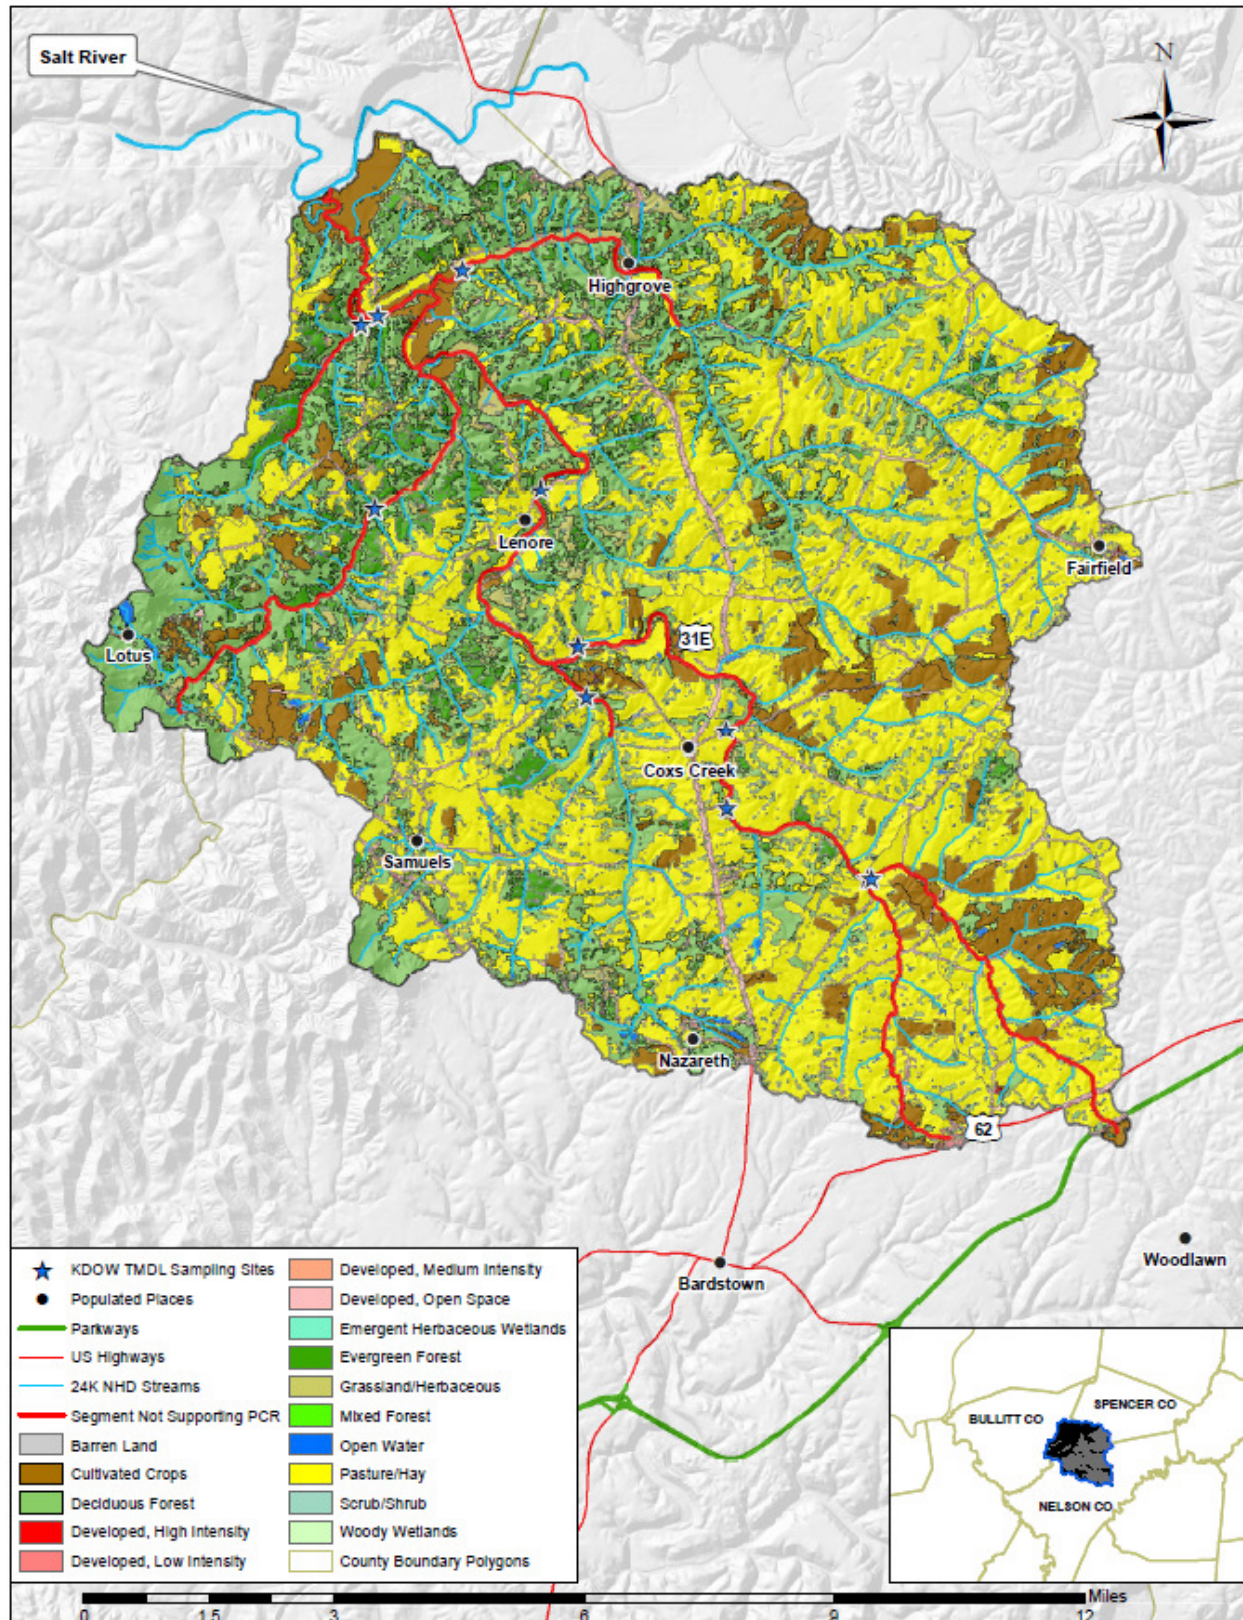 Salt River
N
Highgrove
Lenore
Fairfield
31E
Lotus
Coxs Creek
Samuels
Nazareth
62
Bardstown
Woodlawn
KDOW TMDL Sampling Sites
Populated Places
Parkways
US Highways
24K NHD Streams
Segment Not Supporting PCR
Barren Land
Cultivated Crops
Deciduous Forest
Developed, High Intensity
Developed, Low Intensity
Developed, Medium Intensity
Developed, Open Space
Emergent Herbaceous Wetlands
Evergreen Forest
Grassland/Herbaceous
Mixed Forest
Open Water
Pasture/Hay
Scrub/Shrub
Woody Wetlands
County Boundary Polygons
BULLITT CO
SPENCER CO
NELSON CO
Miles
0 1.5 3 6 9 12